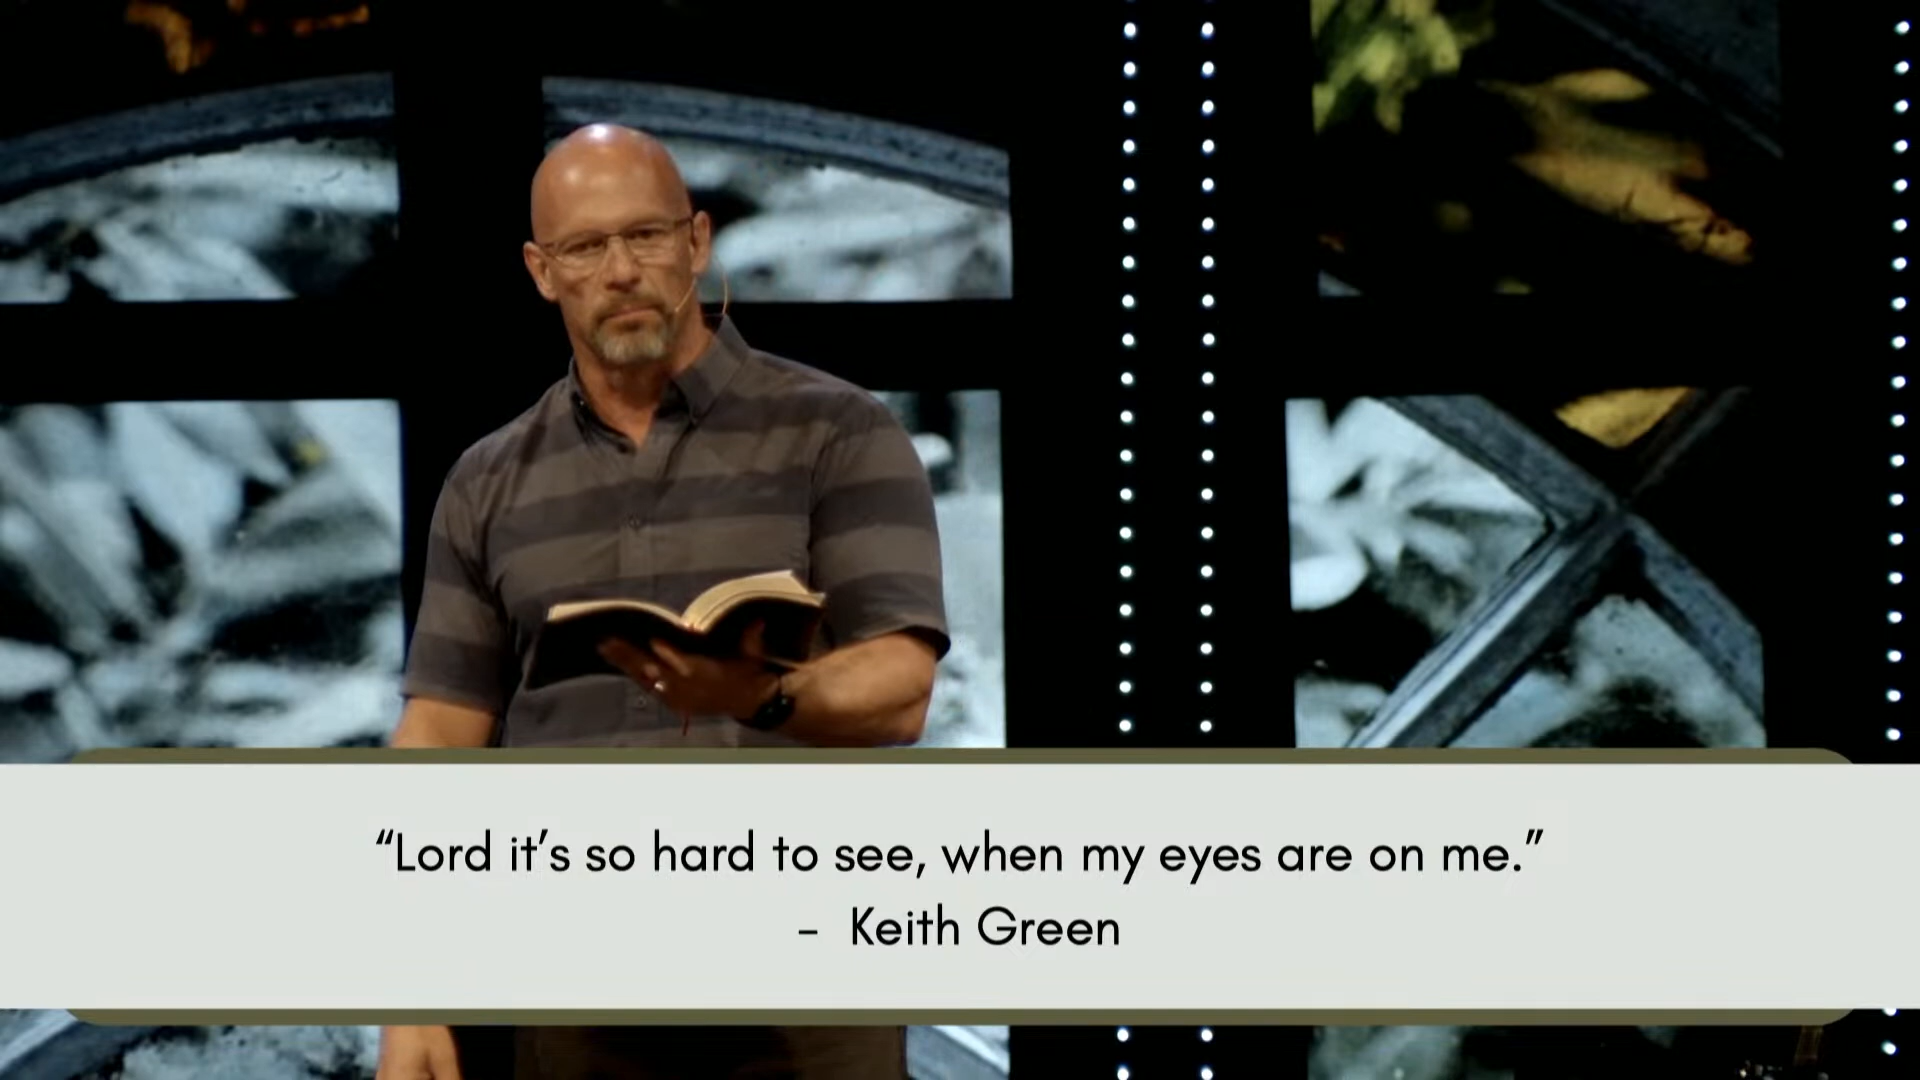 “Lord it’s so hard to see, when my eyes are on me.”
- Keith Green